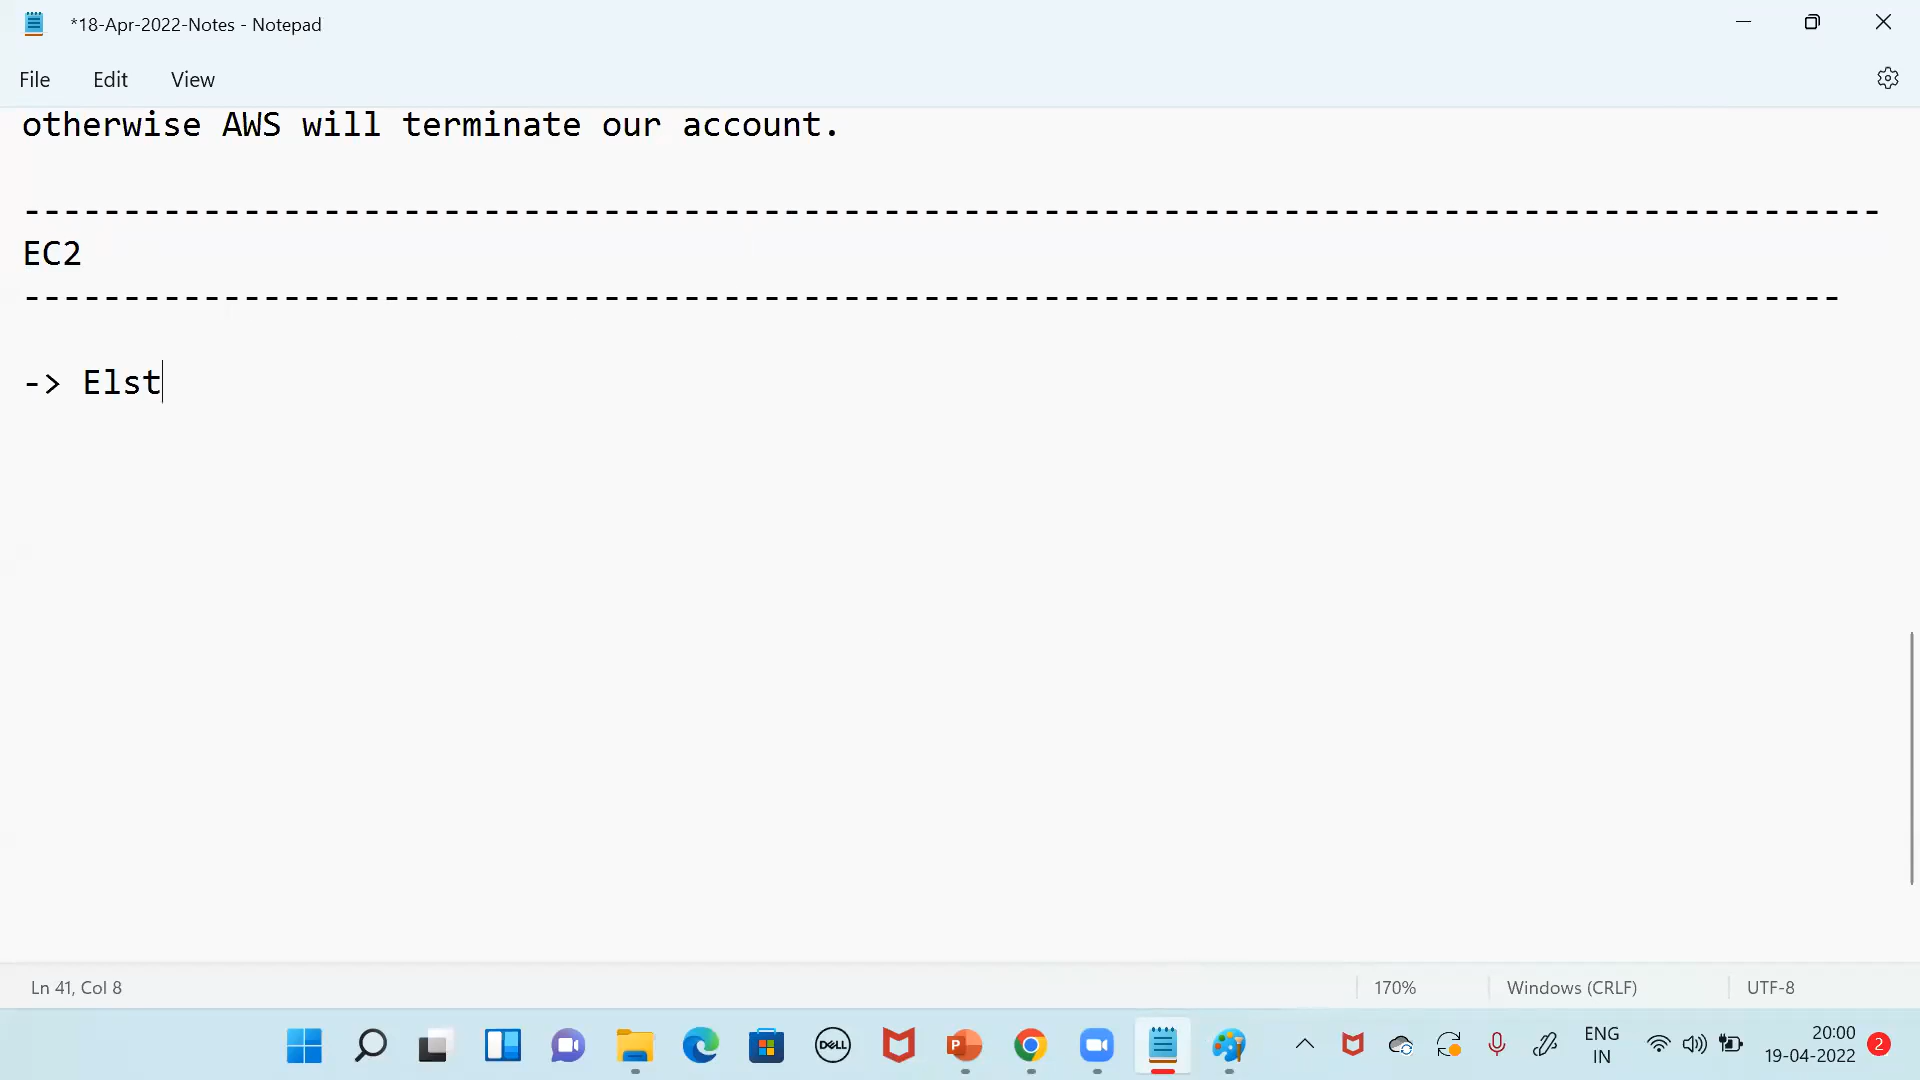 *18-Apr-2022-Notes - Notepad
File Edit View
otherwise AWS will terminate our account.
---------------------------------------------------------------------------------------------
EC2
-------------------------------------------------------------------------------------------
-> Elst
Ln 41, Col 8 170% Windows (CRLF) UTF-8
DELL
P
ENG
IN
20:00
19-04-2022
2